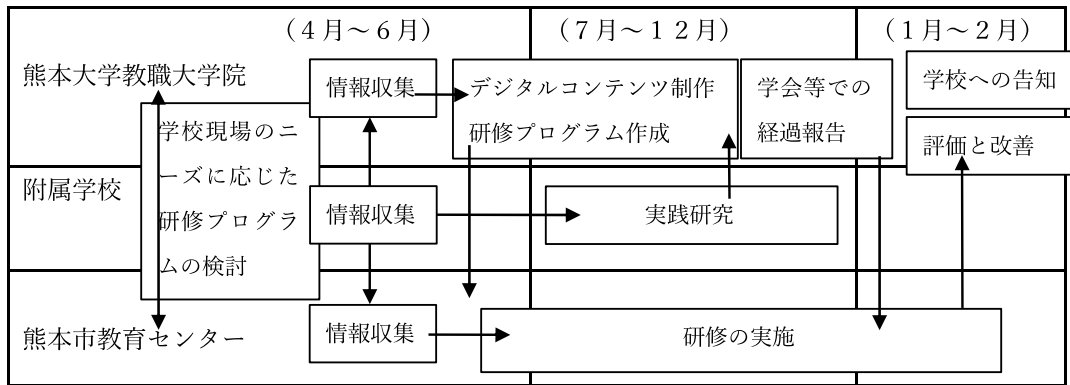 （４月～６月）
（７月～１２月）
（１月～２月）
熊本大学教職大学院
学校現場のニ
ーズに応じた
研修プログラ
ムの検討
情報収集
デジタルコンテンツ制作
研修プログラム作成
学会等での
経過報告
学校への告知
評価と改善
附属学校
情報収集
実践研究
熊本市教育センター
情報収集
研修の実施